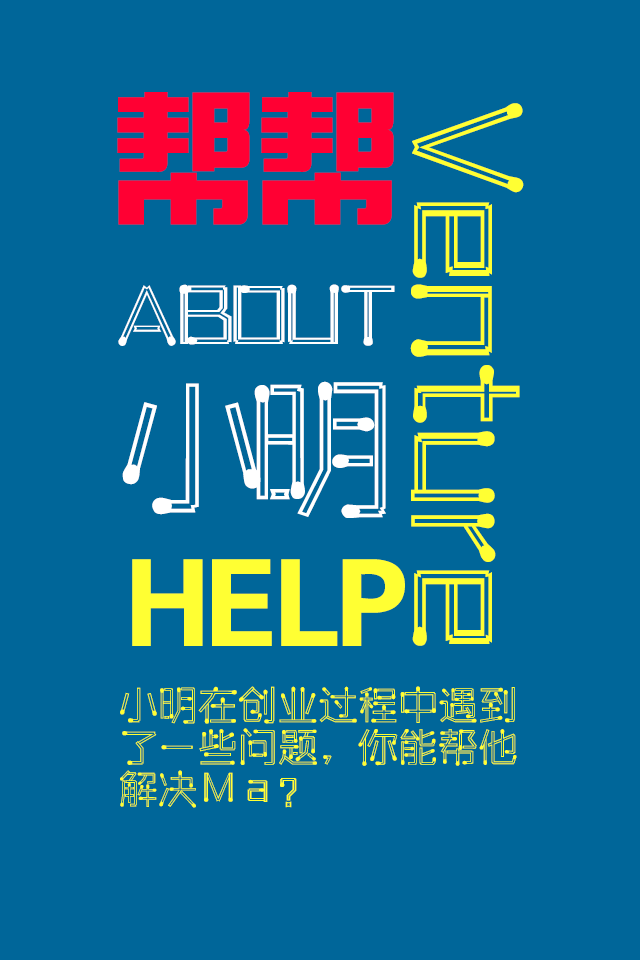 帮帮
Venture
ABOUT
小明
HELP
小明在创业过程中遇到
了一些问题，你能帮他
解决Ma？